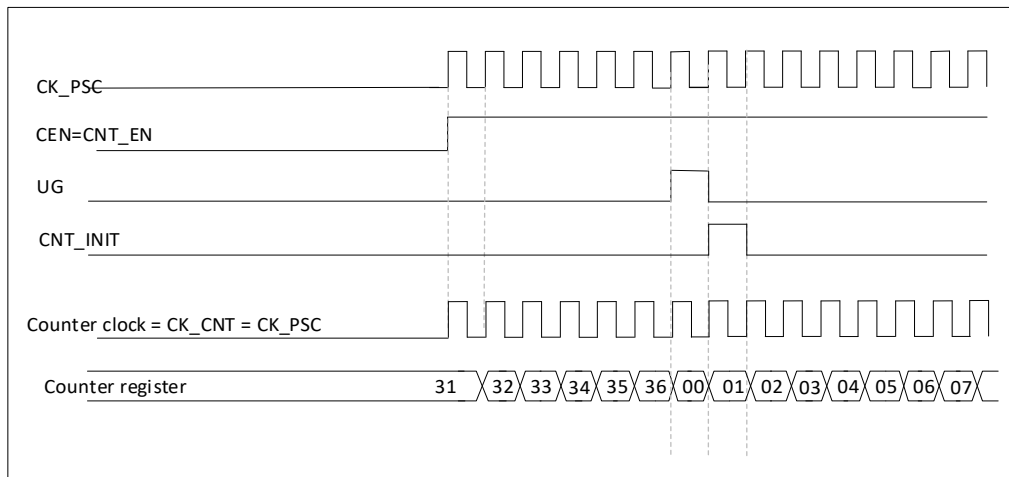 CK_PSC
CEN=CNT_EN
UG
CNT_INIT
Counter clock = CK_CNT = CK_PSC
Counter register 31 32 33 34 35 36 00 01 02 03 04 05 06 07